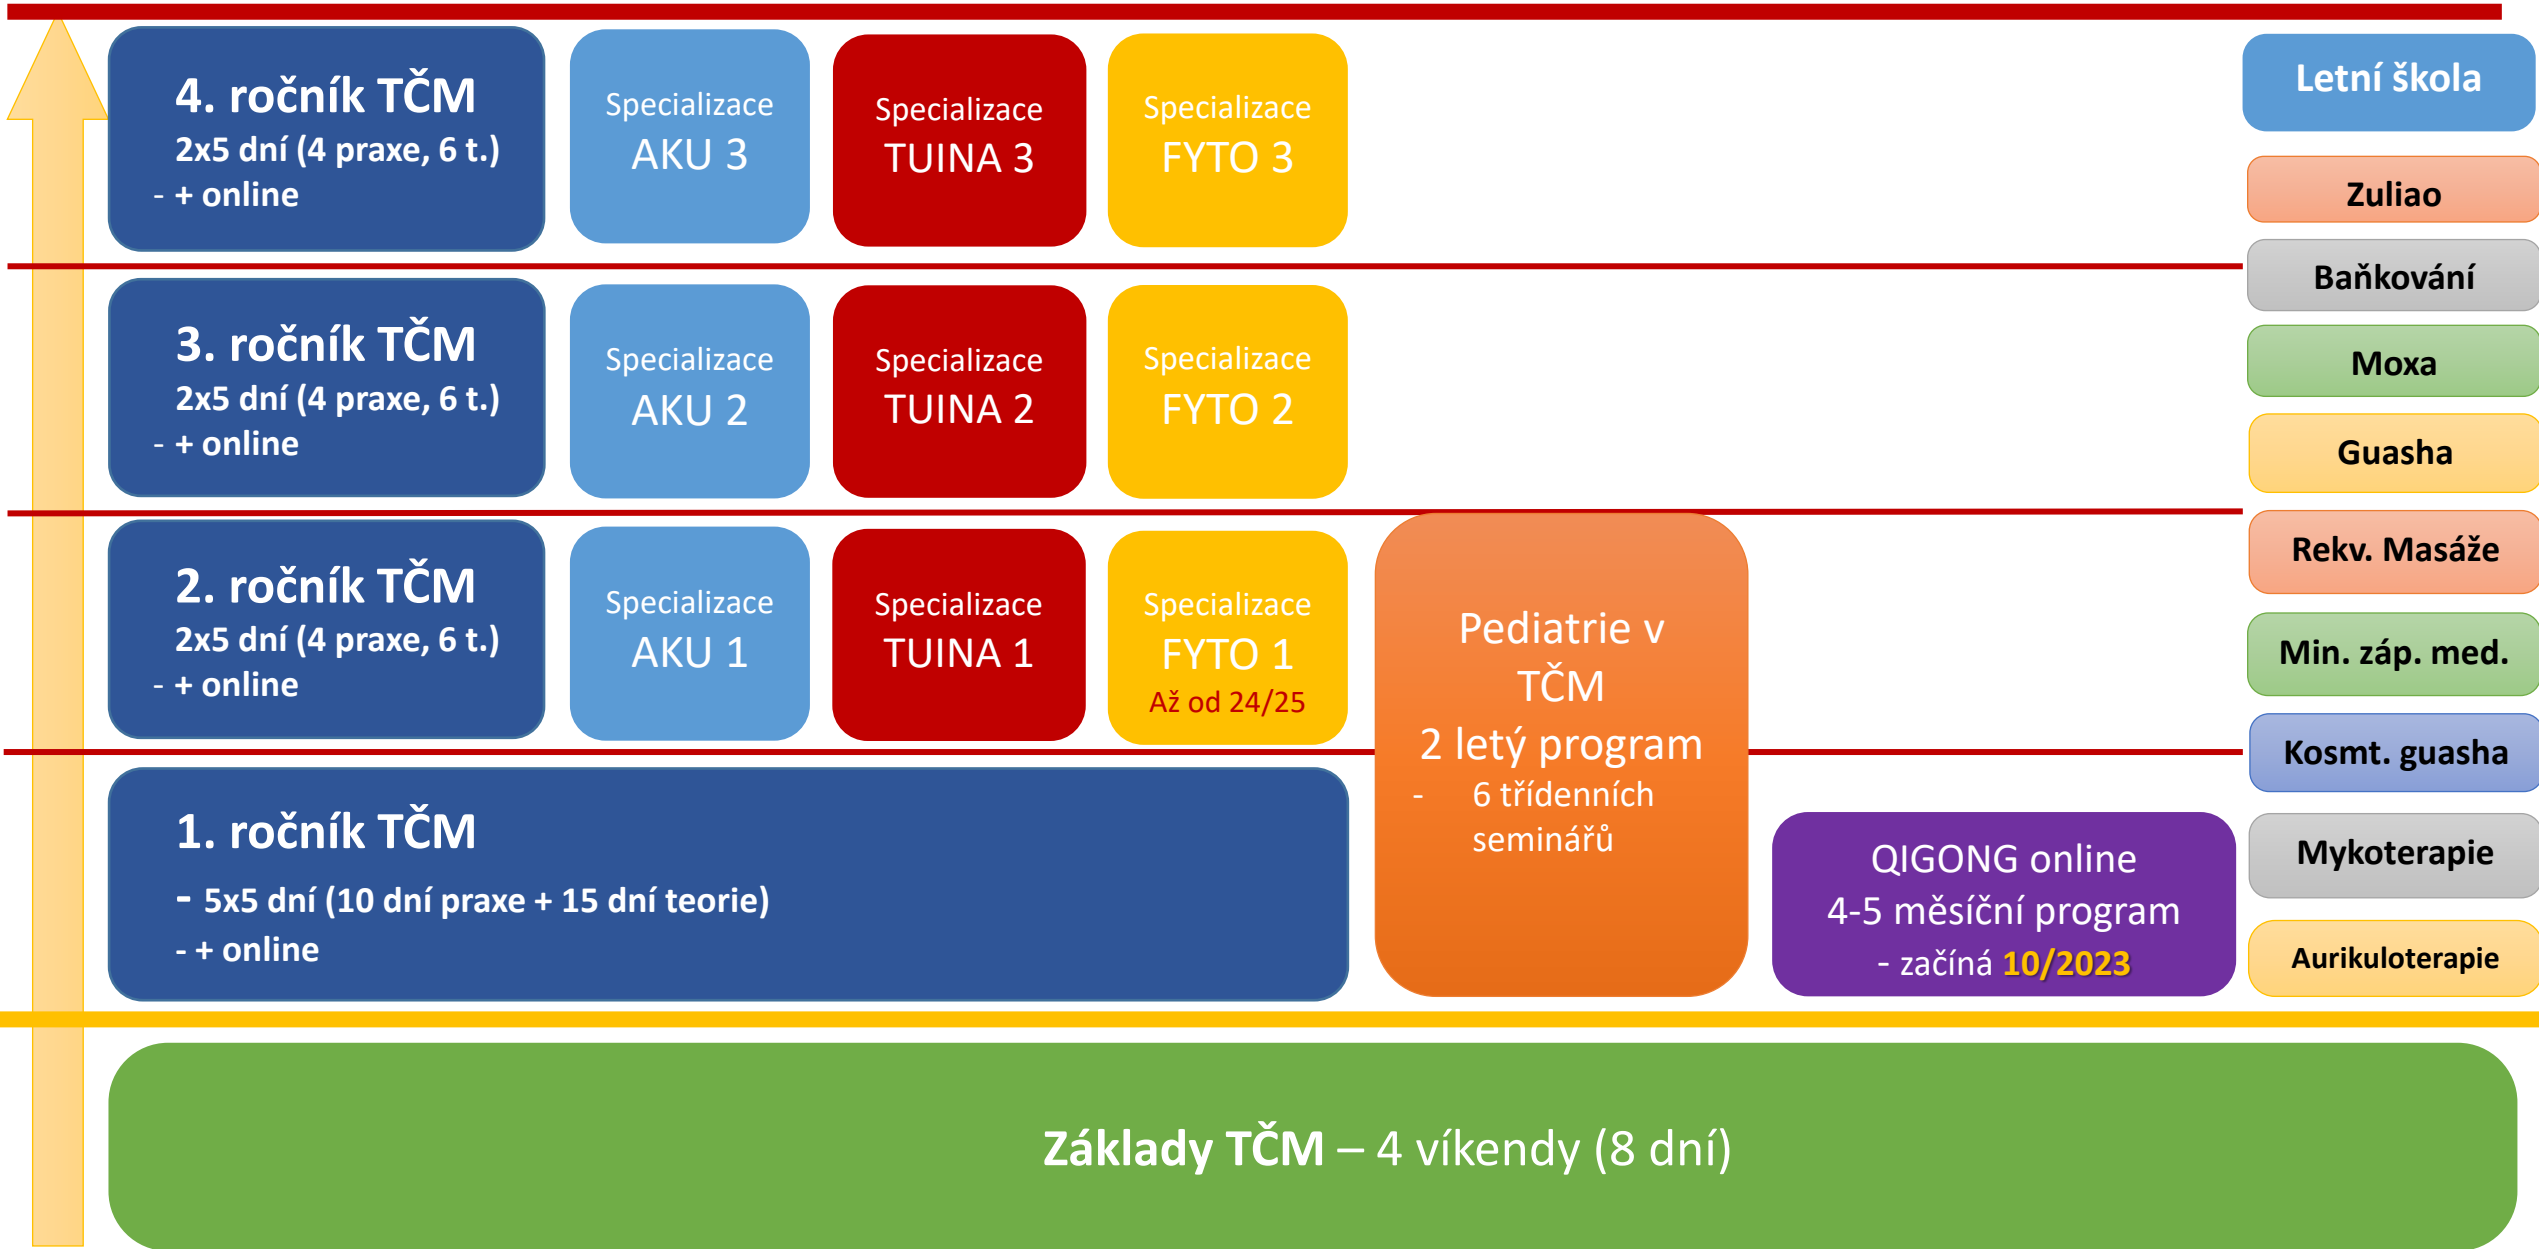 4. ročník TČM
2x5 dní (4 praxe, 6 t.)
- + online
Specializace
AKU 3
Specializace
TUINA 3
Specializace
FYTO 3
3. ročník TČM
2x5 dní (4 praxe, 6 t.)
- + online
Specializace
AKU 2
Specializace
TUINA 2
Specializace
FYTO 2
2. ročník TČM
2x5 dní (4 praxe, 6 t.)
- + online
Specializace
AKU 1
Specializace
TUINA 1
Specializace
FYTO 1
Až od 24/25
Pediatrie v
TČM
2 letý program
- 6 třídenních
seminářů
1. ročník TČM
- 5x5 dní (10 dní praxe + 15 dní teorie)
- + online
QIGONG online
4-5 měsíční program
- začíná 10/2023
Letní škola
Zuliao
Baňkování
Moxa
Guasha
Rekv. Masáže
Min. záp. med.
Kosmt. guasha
Mykoterapie
Aurikuloterapie
Základy TČM – 4 víkendy (8 dní)